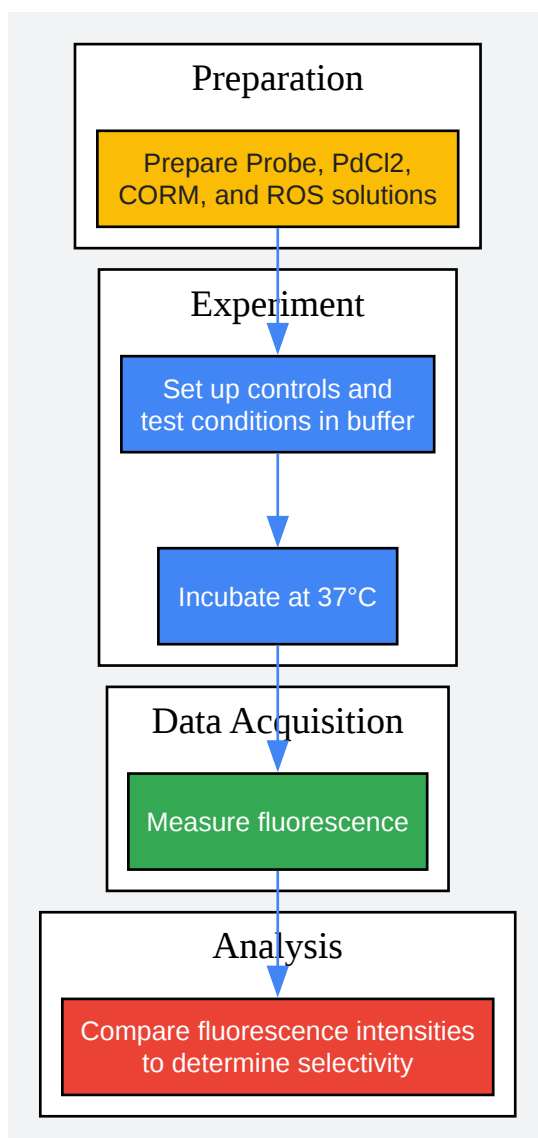 Preparation
Prepare Probe, PdCl2,
CORM, and ROS solutions
Experiment
Set up controls and
test conditions in buffer
Incubate at 37°C
Data Acquisition
Measure fluorescence
Analysis
Compare fluorescence intensities
to determine selectivity